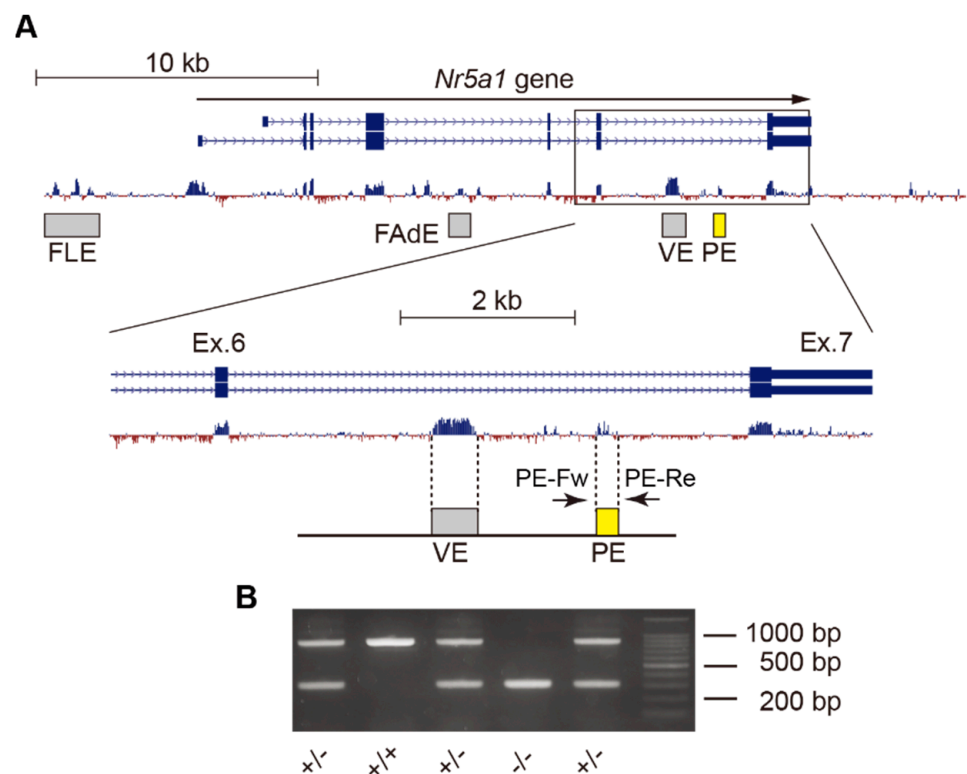 A
10 kb
Nr5a1 gene
FLE
FAdE
VE
PE
2 kb
Ex.6
Ex.7
PE-Fw
PE-Re
VE
PE
B
1000 bp
500 bp
200 bp
+/-
+/+
+/-
-/-
+/-